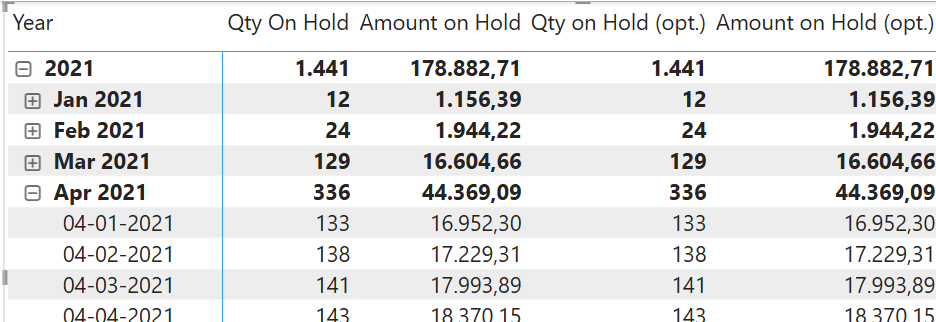 Year Qty On Hold Amount on Hold Qty on Hold (opt.) Amount on Hold (opt.)
2021 1.441 178.882,71 1.441 178.882,71
Jan 2021 12 1.156,39 12 1.156,39
Feb 2021 24 1.944,22 24 1.944,22
Mar 2021 129 16.604,66 129 16.604,66
Apr 2021 336 44.369,09 336 44.369,09
04-01-2021 133 16.952,30 133 16.952,30
04-02-2021 138 17.229,31 138 17.229,31
04-03-2021 141 17.993,89 141 17.993,89
04-04-2021 143 18.370,15 143 18.370,15